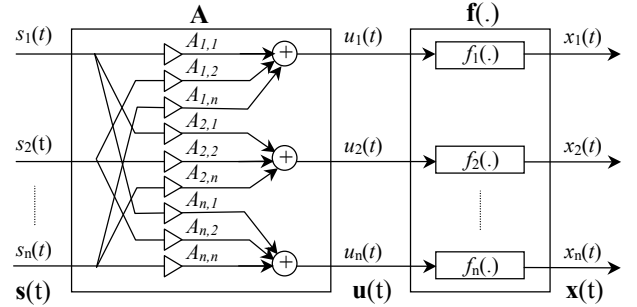 A f(.)
s1(t) A1,1 u1(t) f1(.) x1(t)
A1,2
A1,n
A2,1
s2(t) A2,2 u2(t) f2(.) x2(t)
A2,n
An,1
An,2
sn(t) An,n un(t) fn(.) xn(t)
s(t) u(t) x(t)